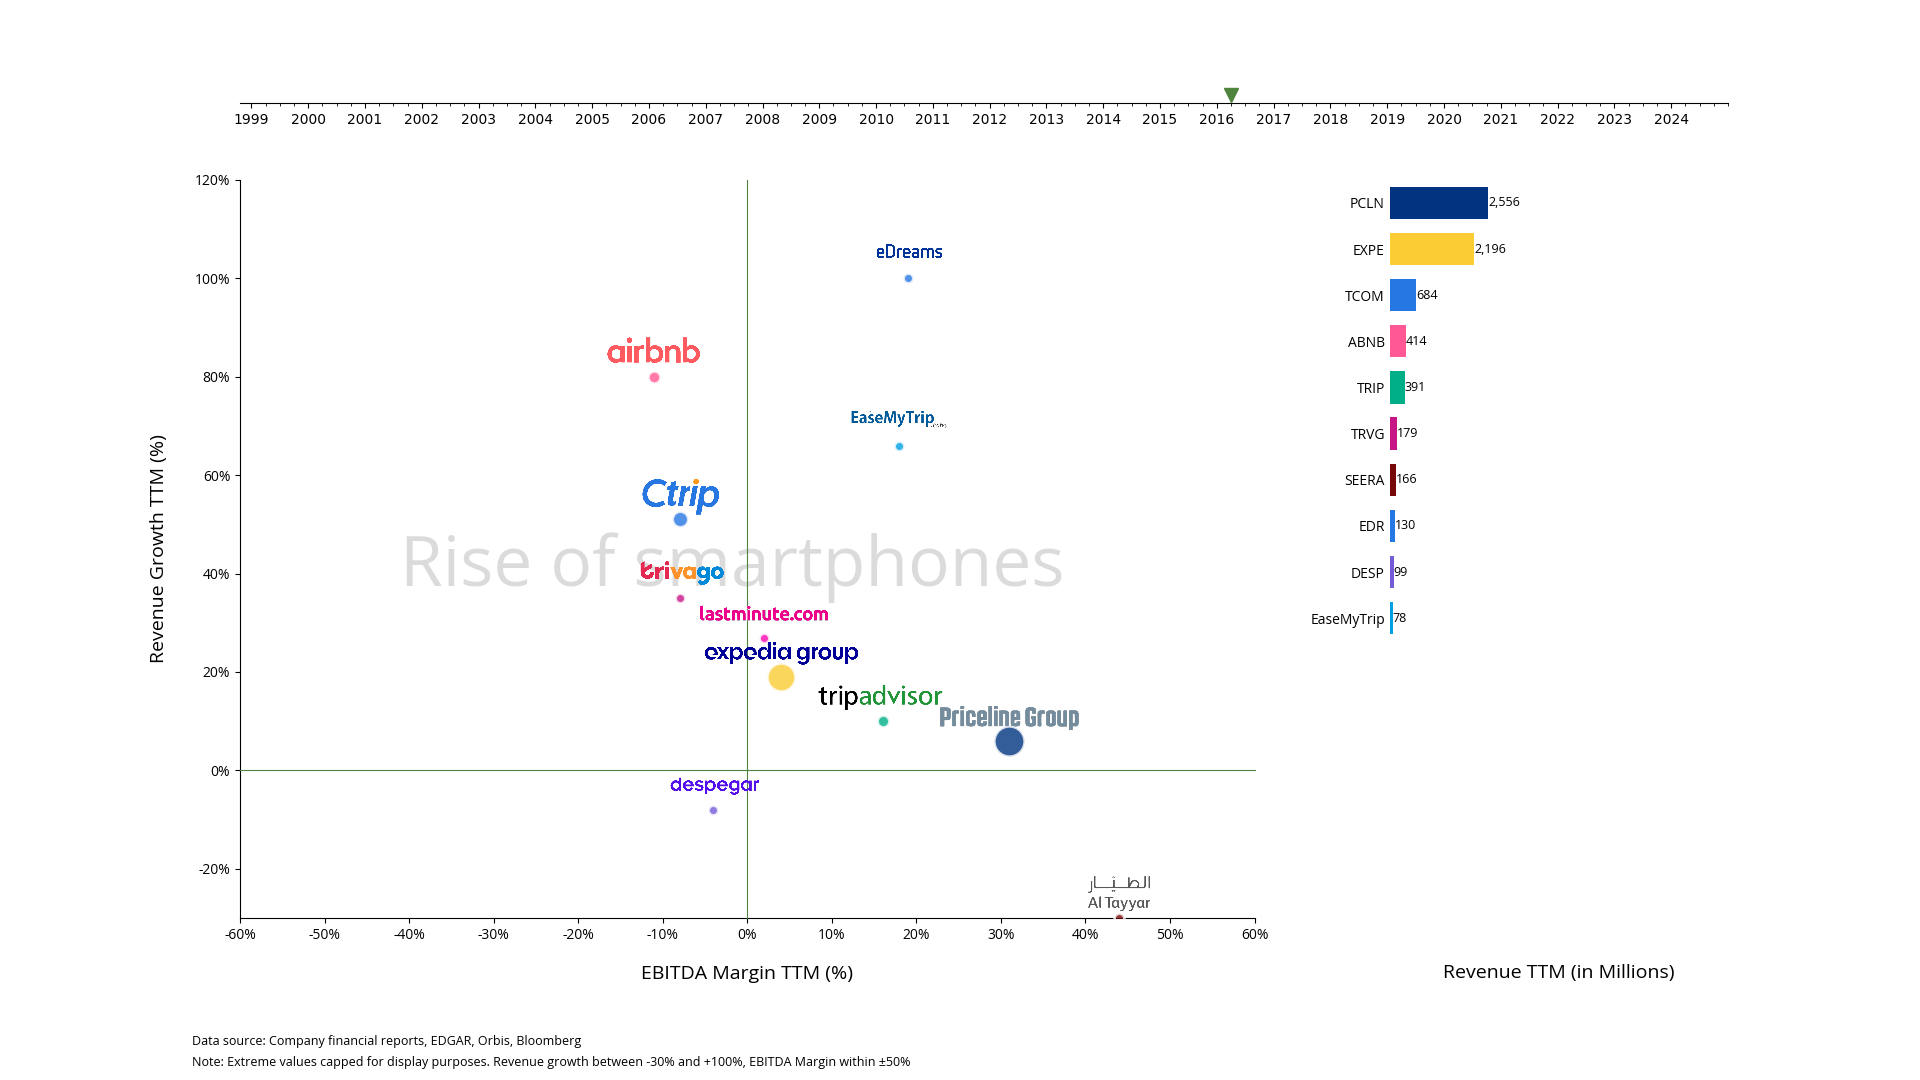 1999 2000 2001 2002 2003 2004 2005 2006 2007 2008 2009 2010 2011 2012 2013 2014 2015 2016 2017 2018 2019 2020 2021 2022 2023 2024
120%
100%
80%
60%
40%
20%
0%
-20%
Revenue Growth TTM (%)
eDreams
airbnb
EaseMyTrip
Ctrip
Rise of smartphones
trivago
lastminute.com
expedia group
tripadvisor
Priceline Group
despegar
الطيار
Al Tayyar
-60% -50% -40% -30% -20% -10% 0% 10% 20% 30% 40% 50% 60%
EBITDA Margin TTM (%)
PCLN 2,556
EXPE 2,196
TCOM 684
ABNB 414
TRIP 391
TRVG 179
SEERA 166
EDR 130
DESP 99
EaseMyTrip 78
Revenue TTM (in Millions)
Data source: Company financial reports, EDGAR, Orbis, Bloomberg
Note: Extreme values capped for display purposes. Revenue growth between -30% and +100%, EBITDA Margin within ±50%